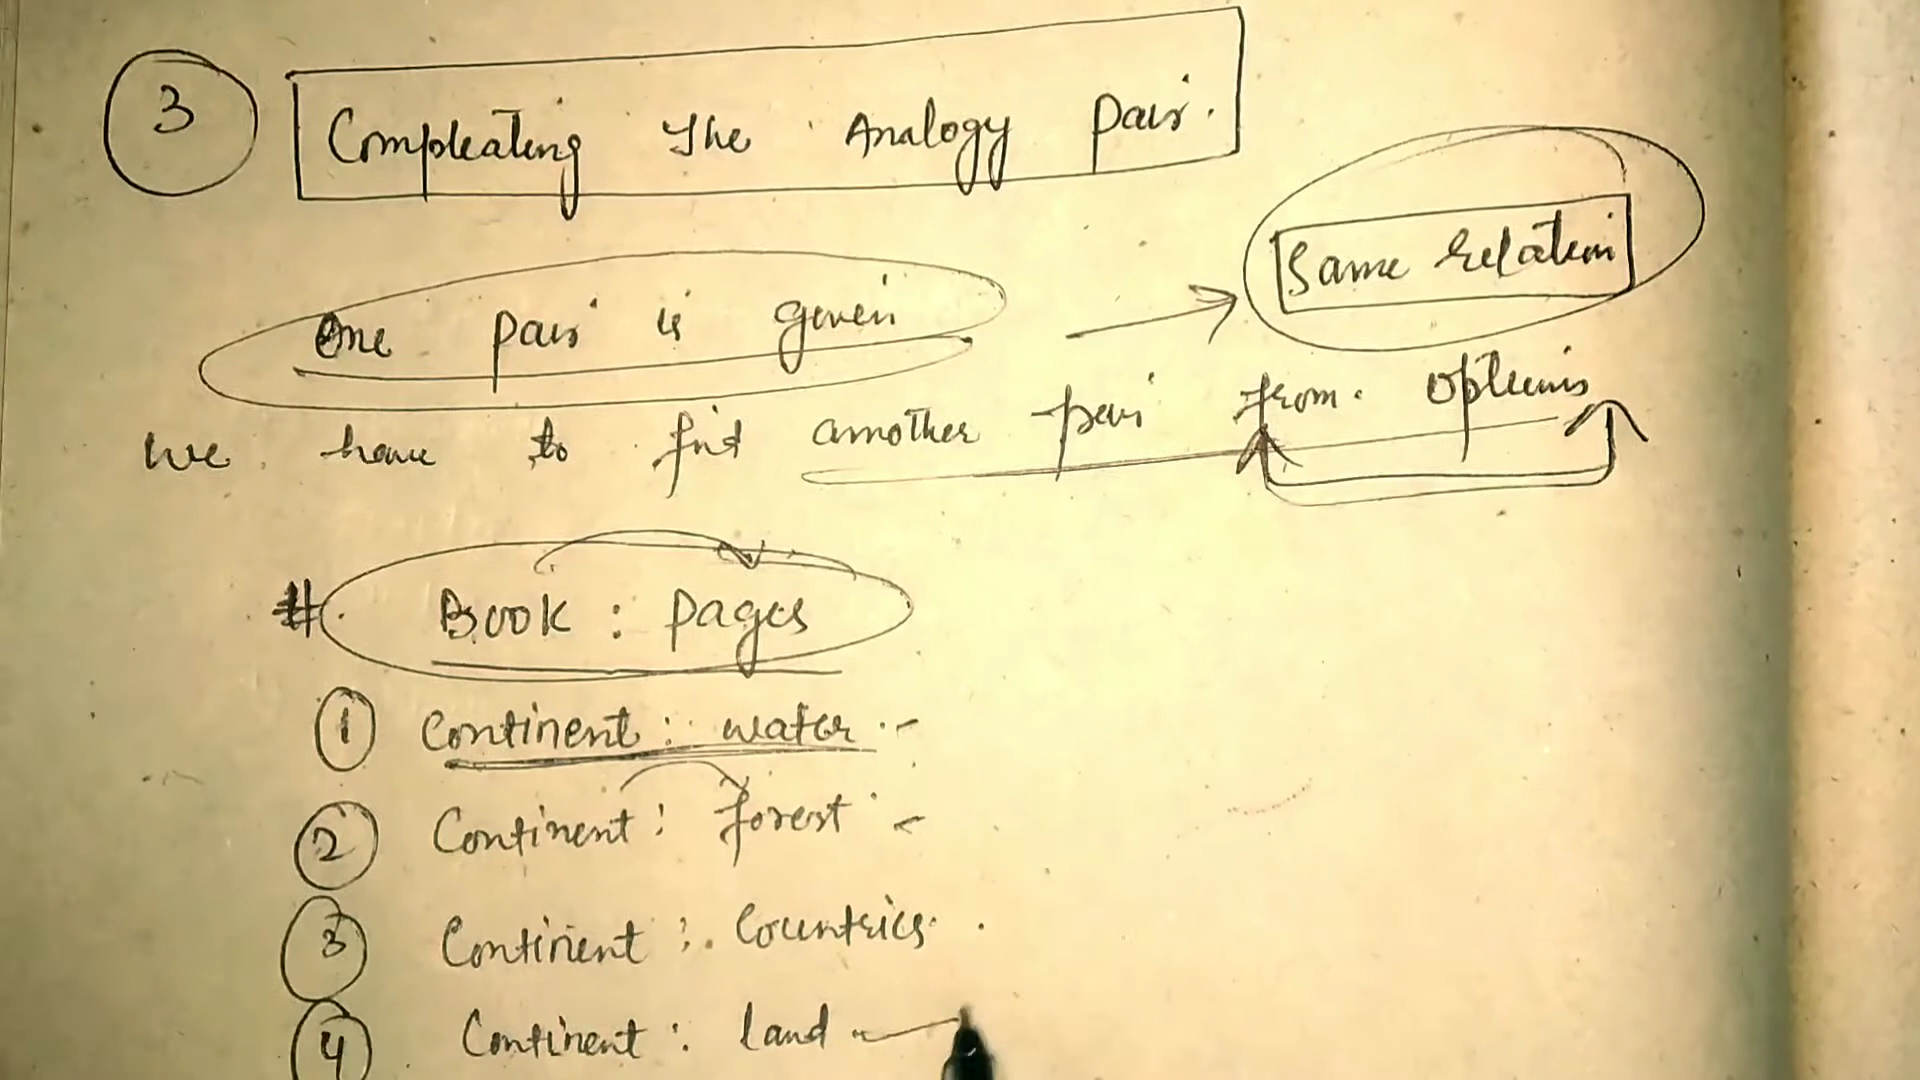 3 Compleating The Analogy pair.
Same relation
One pair is given
we have to find another pair from options
# Book : pages
1 Continent : water
2 Continent : forest
3 Continent : Countries
4 Continent : land